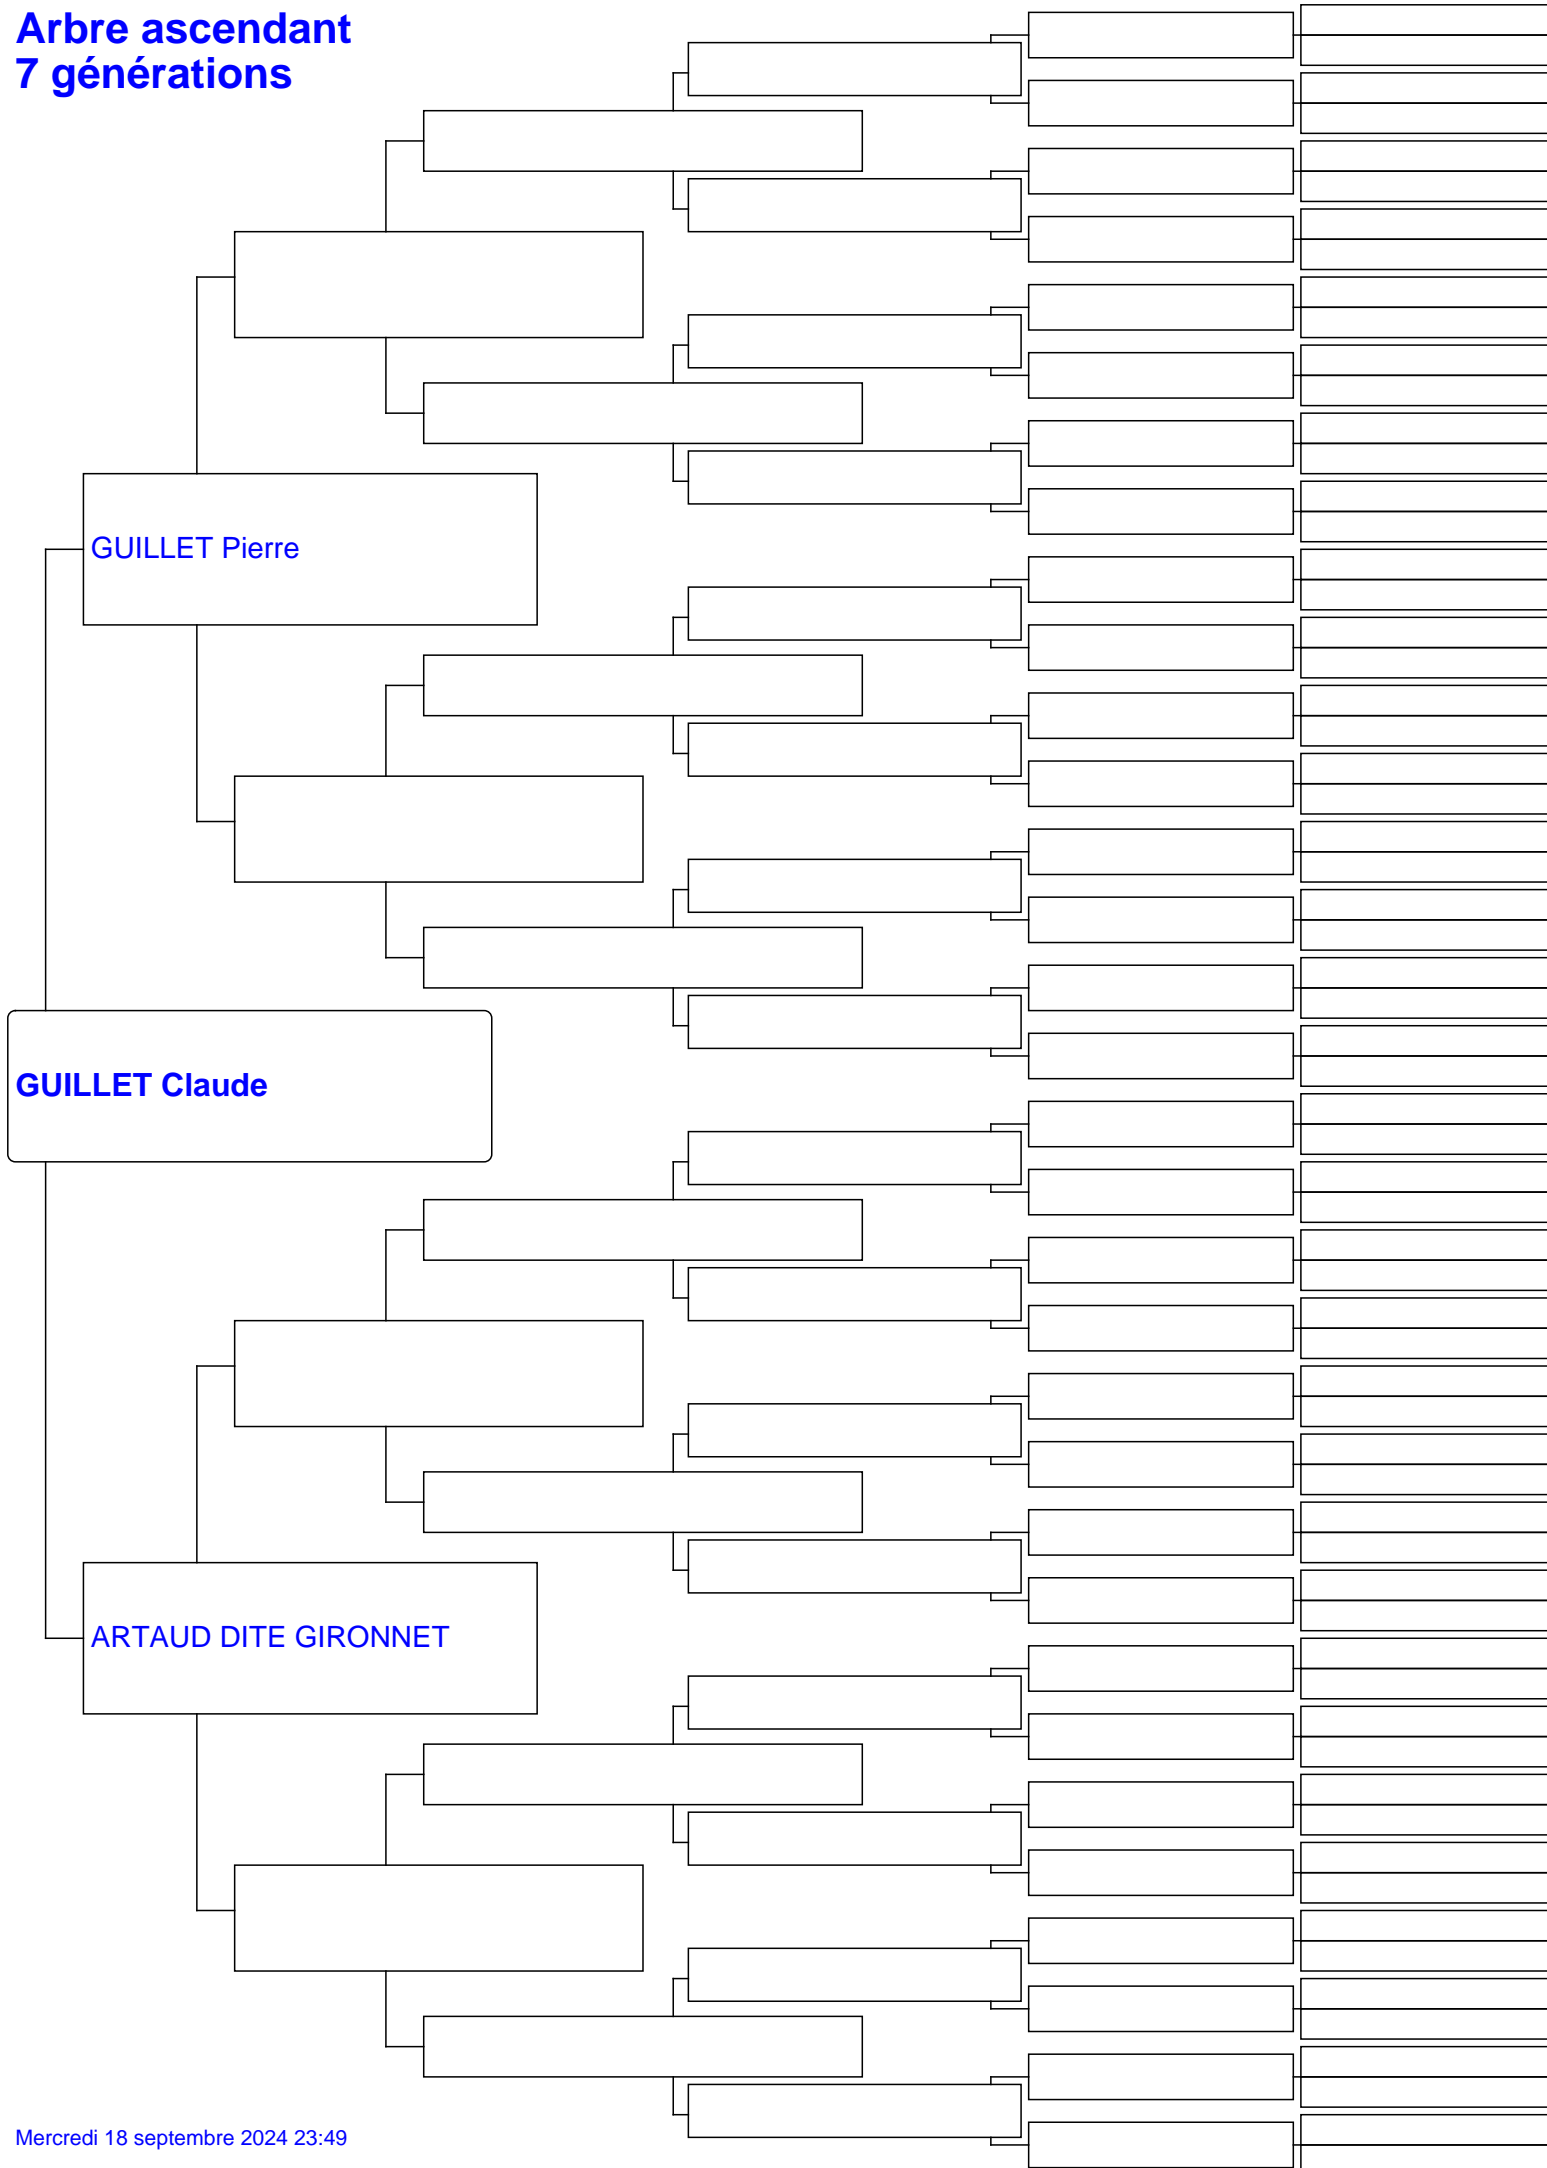 Arbre ascendant
7 générations
GUILLET Pierre
GUILLET Claude
ARTAUD DITE GIRONNET
Mercredi 18 septembre 2024 23:49